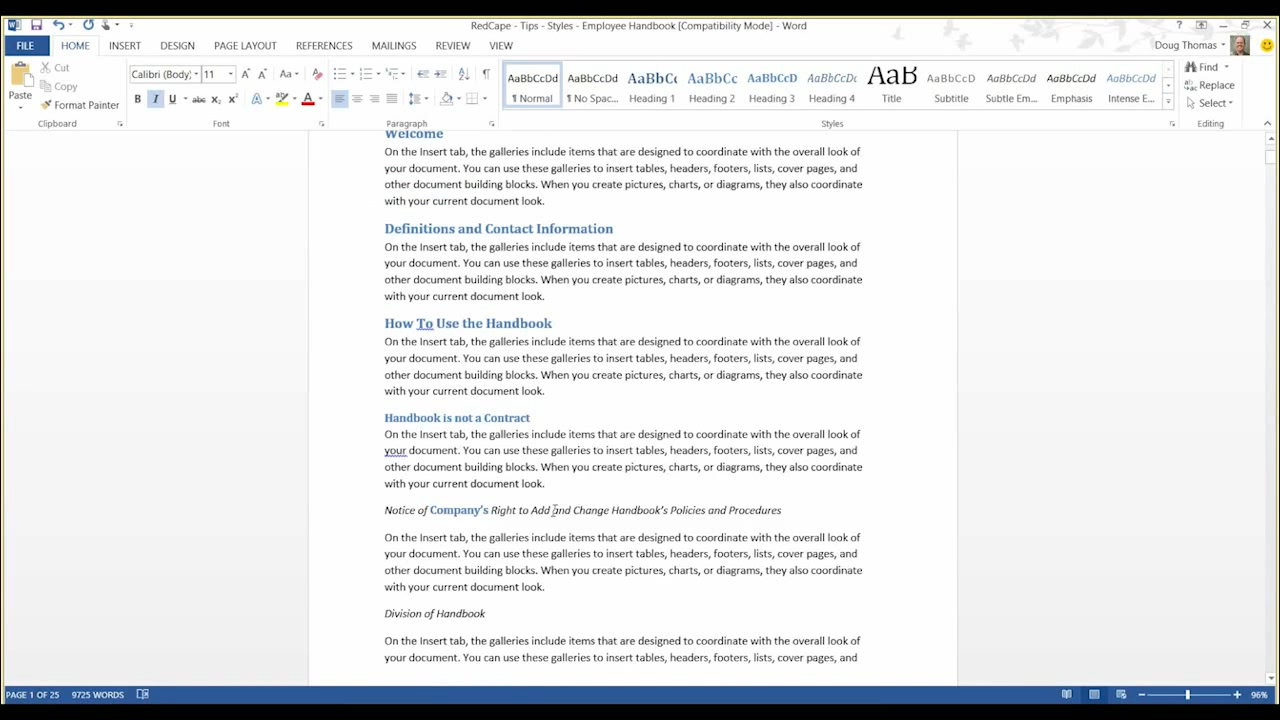 RedCape - Tips - Styles - Employee Handbook [Compatibility Mode] - Word
FILE HOME INSERT DESIGN PAGE LAYOUT REFERENCES MAILINGS REVIEW VIEW Doug Thomas
Paste
Cut
Copy
Format Painter
Clipboard
Calibri (Body) 11
Font
Paragraph
AaBbCcDd AaBbCcDd AaBbCc AaBbCc AaBbCcD AaBbCcDc AaB AaBbCcDd AaBbCcDd AaBbCcDd AaBbCcDd
¶ Normal ¶ No Spac... Heading 1 Heading 2 Heading 3 Heading 4 Title Subtitle Subtle Em... Emphasis Intense E...
Styles
Find
Replace
Select
Editing
Welcome
On the Insert tab, the galleries include items that are designed to coordinate with the overall look of
your document. You can use these galleries to insert tables, headers, footers, lists, cover pages, and
other document building blocks. When you create pictures, charts, or diagrams, they also coordinate
with your current document look.
Definitions and Contact Information
On the Insert tab, the galleries include items that are designed to coordinate with the overall look of
your document. You can use these galleries to insert tables, headers, footers, lists, cover pages, and
other document building blocks. When you create pictures, charts, or diagrams, they also coordinate
with your current document look.
How To Use the Handbook
On the Insert tab, the galleries include items that are designed to coordinate with the overall look of
your document. You can use these galleries to insert tables, headers, footers, lists, cover pages, and
other document building blocks. When you create pictures, charts, or diagrams, they also coordinate
with your current document look.
Handbook is not a Contract
On the Insert tab, the galleries include items that are designed to coordinate with the overall look of
your document. You can use these galleries to insert tables, headers, footers, lists, cover pages, and
other document building blocks. When you create pictures, charts, or diagrams, they also coordinate
with your current document look.
Notice of Company's Right to Add and Change Handbook's Policies and Procedures
On the Insert tab, the galleries include items that are designed to coordinate with the overall look of
your document. You can use these galleries to insert tables, headers, footers, lists, cover pages, and
other document building blocks. When you create pictures, charts, or diagrams, they also coordinate
with your current document look.
Division of Handbook
On the Insert tab, the galleries include items that are designed to coordinate with the overall look of
your document. You can use these galleries to insert tables, headers, footers, lists, cover pages, and
PAGE 1 OF 25 9725 WORDS 96%